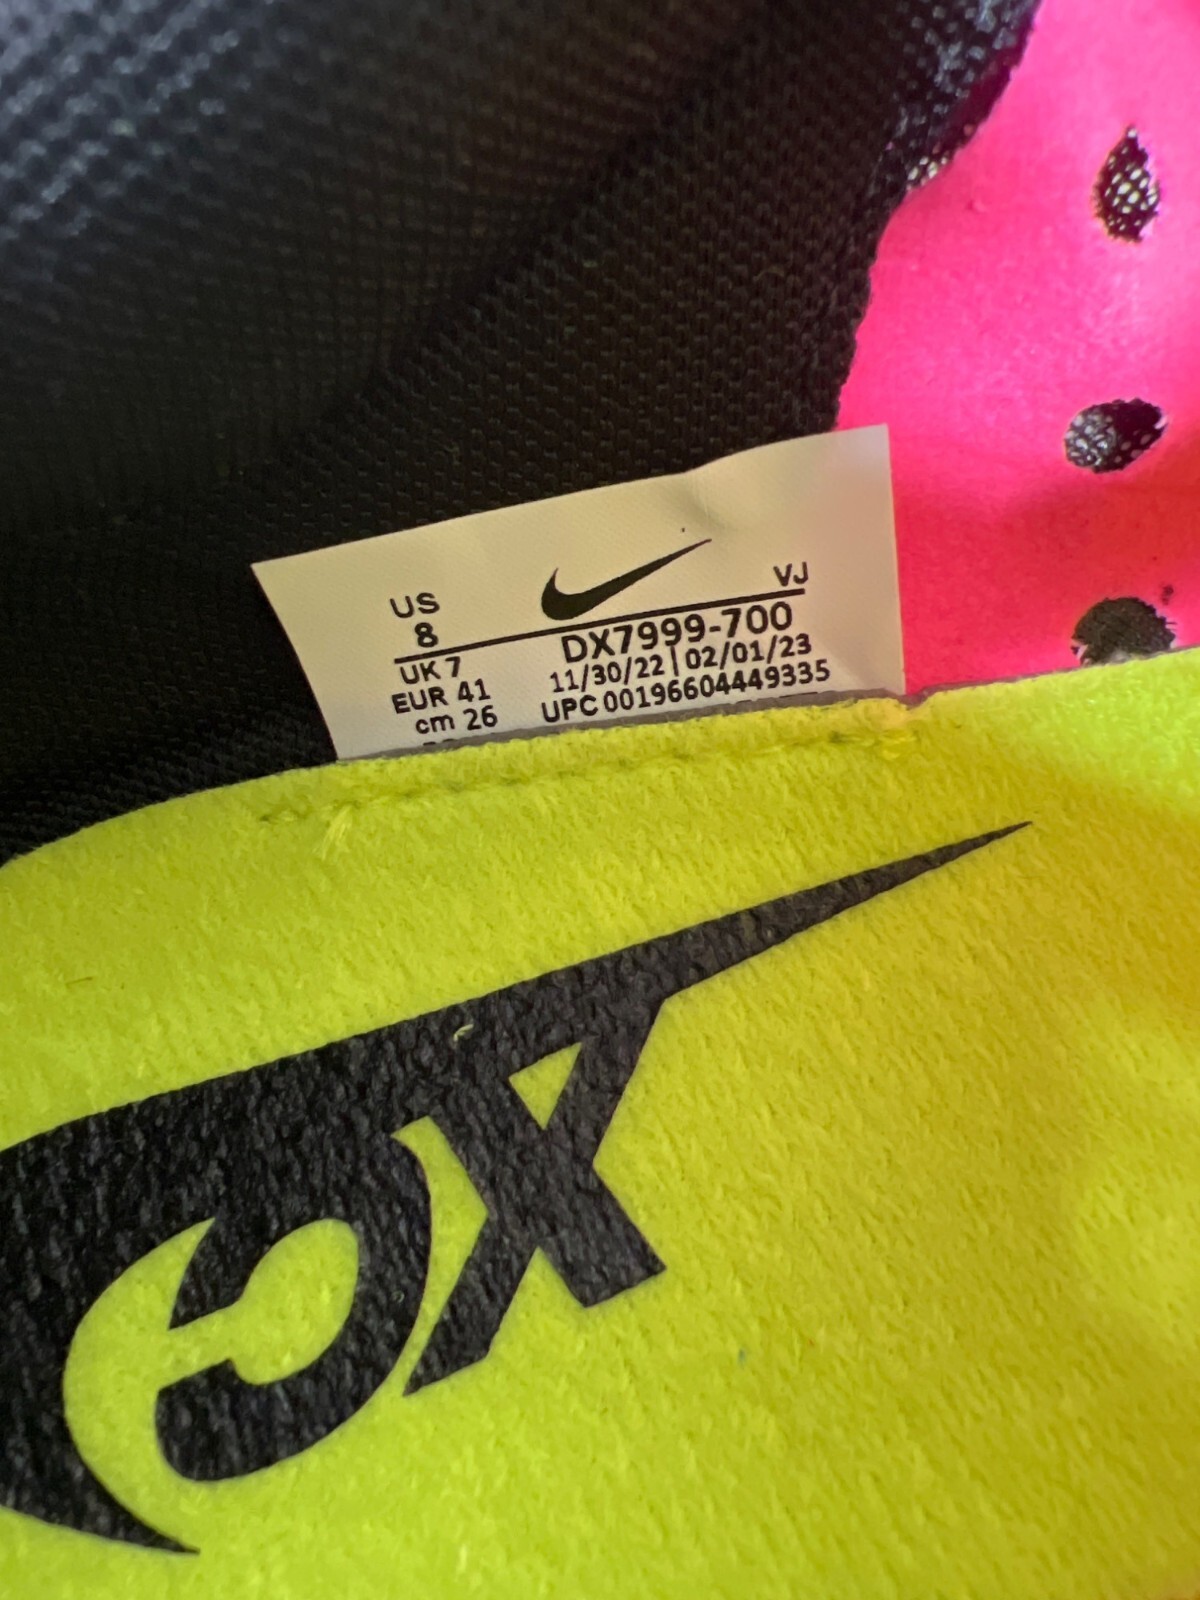 US
8
VJ
UK 7
EUR 41
cm 26
DX7999-700
11/30/22 | 02/01/23
UPC 00196604449335
ex